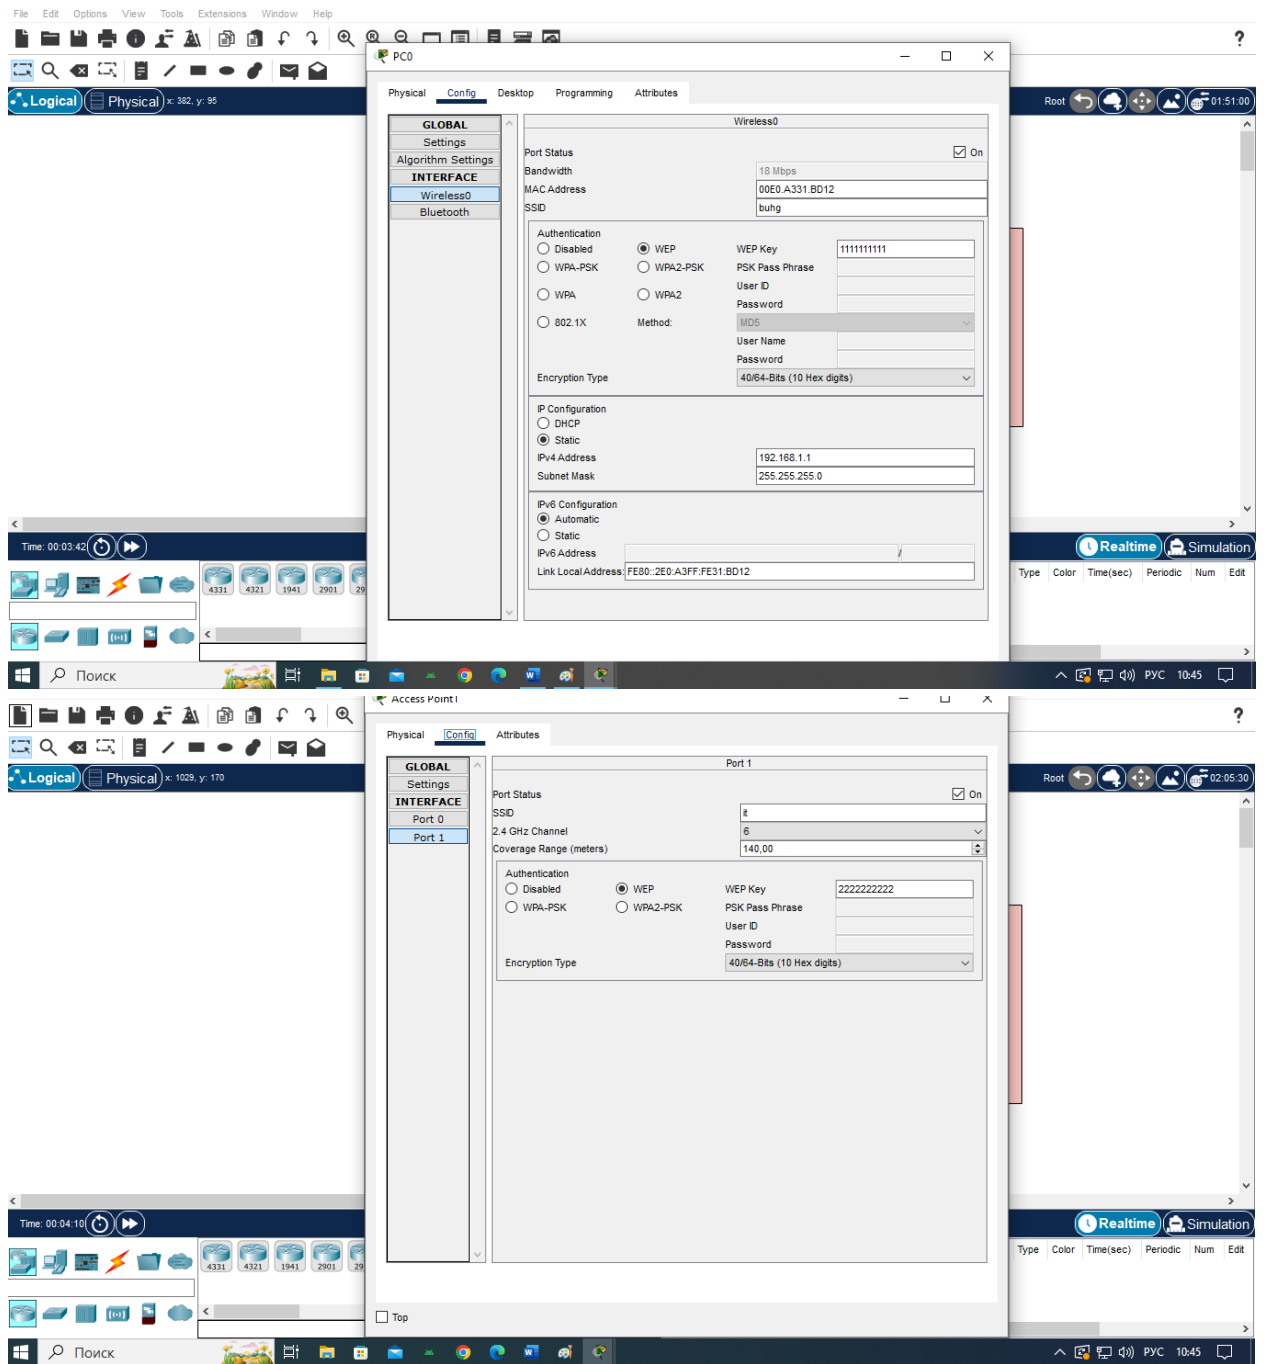 File Edit Options View Tools Extensions Window Help
?
PC0
Logical Physical x: 382, y: 95
Root 01:51:00
Physical Config Desktop Programming Attributes
GLOBAL
Settings
Algorithm Settings
INTERFACE
Wireless0
Bluetooth
Wireless0
Port Status On
Bandwidth 18 Mbps
MAC Address 00E0.A331.BD12
SSID buhg
Authentication
Disabled WEP WEP Key 1111111111
WPA-PSK WPA2-PSK PSK Pass Phrase
User ID
WPA WPA2
Password
802.1X Method: MD5
User Name
Password
Encryption Type 40/64-Bits (10 Hex digits)
IP Configuration
DHCP
Static
IPv4 Address 192.168.1.1
Subnet Mask 255.255.255.0
IPv6 Configuration
Automatic
Static
IPv6 Address /
Link Local Address: FE80::2E0:A3FF:FE31:BD12
Time: 00:03:42
Realtime Simulation
4331 4321 1941 2901 29
Type Color Time(sec) Periodic Num Edit
Поиск
РУС 10:45
Access Point1
?
Logical Physical x: 1029, y: 170
Root 02:05:30
Physical Config Attributes
GLOBAL
Settings
INTERFACE
Port 0
Port 1
Port 1
Port Status On
SSID it
2.4 GHz Channel 6
Coverage Range (meters) 140,00
Authentication
Disabled WEP WEP Key 2222222222
WPA-PSK WPA2-PSK PSK Pass Phrase
User ID
Password
Encryption Type 40/64-Bits (10 Hex digits)
Time: 00:04:10
Realtime Simulation
4331 4321 1941 2901 29
Type Color Time(sec) Periodic Num Edit
Top
Поиск
РУС 10:45